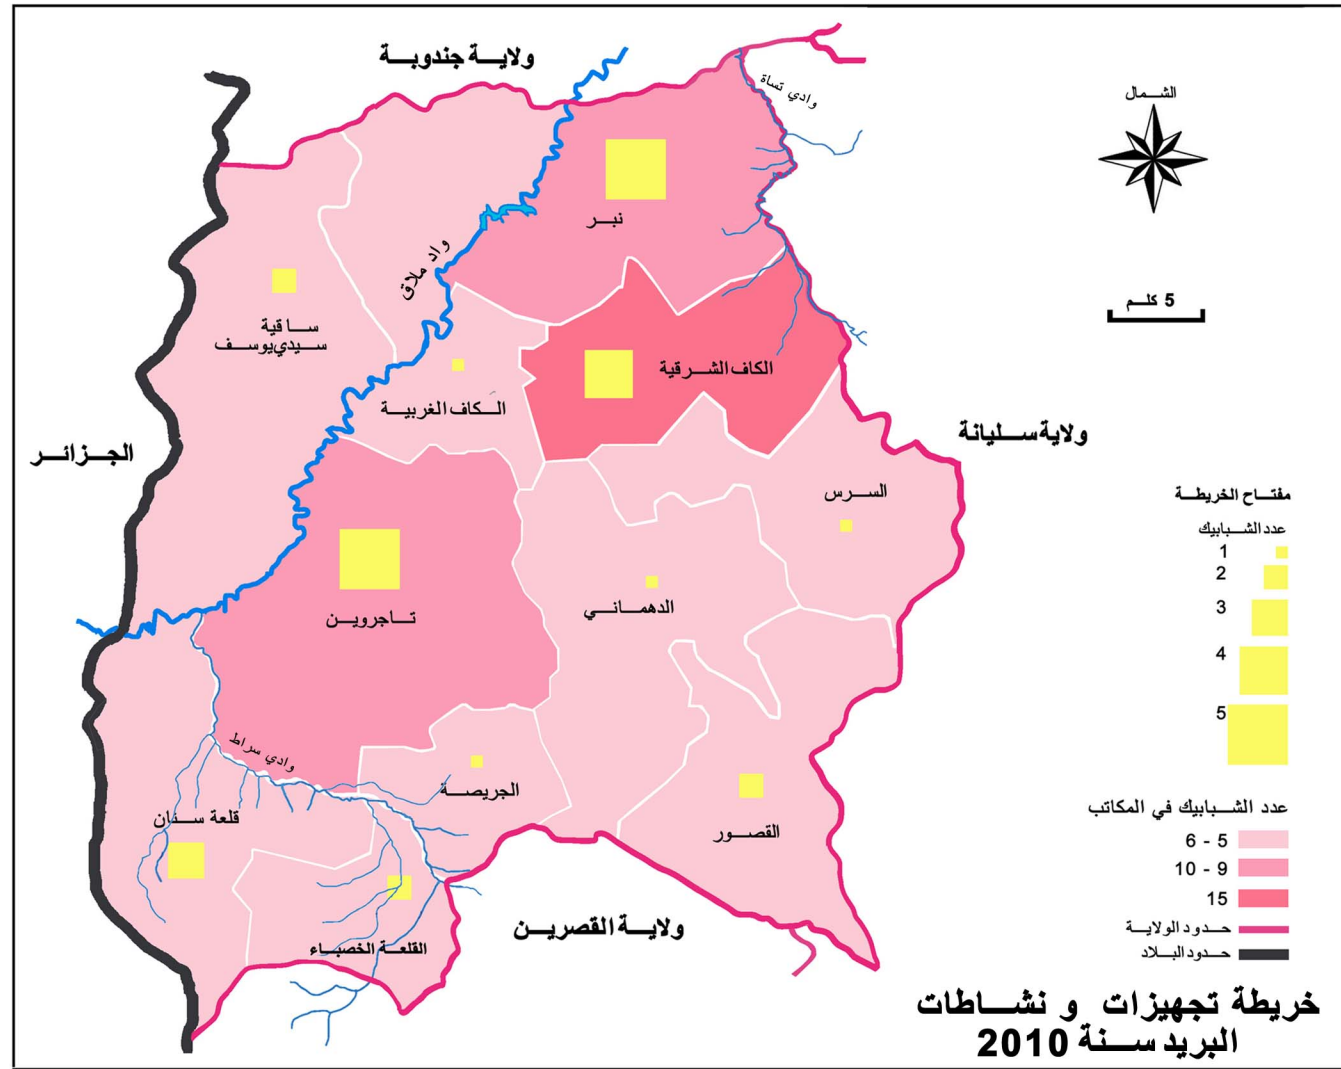 ولاية جندوبة
وادي تساة
الشمال
نبر
واد ملاق
5 كلم
ساقية
سيدي يوسف
الكاف الشرقية
الكاف الغربية
ولاية سليانة
الجزائر
السرس
مفتاح الخريطة
عدد الشبابيك
1
2
3
4
5
الدهماني
تاجروين
وادي سراط
الجريصة
قلعة سنان
القصور
عدد الشبابيك في المكاتب
5 - 6
9 - 10
15
حدود الولاية
حدود البلاد
ولاية القصرين
القلعة الخصباء
خريطة تجهيزات و نشاطات
البريد سنة 2010